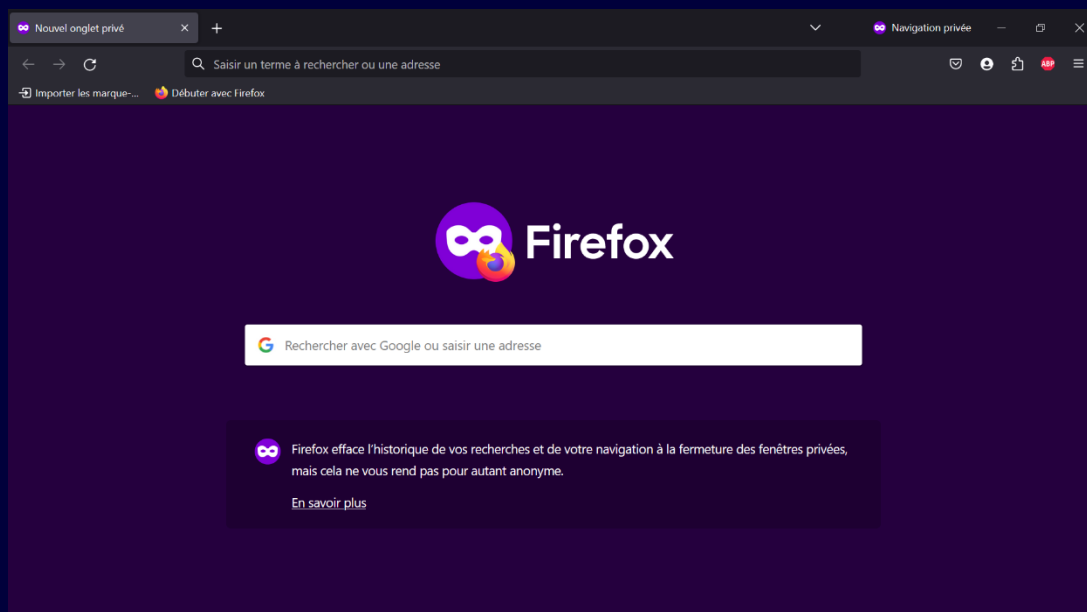 Nouvel onglet privé
Navigation privée
Saisir un terme à rechercher ou une adresse
ABP
Importer les marque-...
Débuter avec Firefox
Firefox
Rechercher avec Google ou saisir une adresse
Firefox efface l'historique de vos recherches et de votre navigation à la fermeture des fenêtres privées,
mais cela ne vous rend pas pour autant anonyme.
En savoir plus